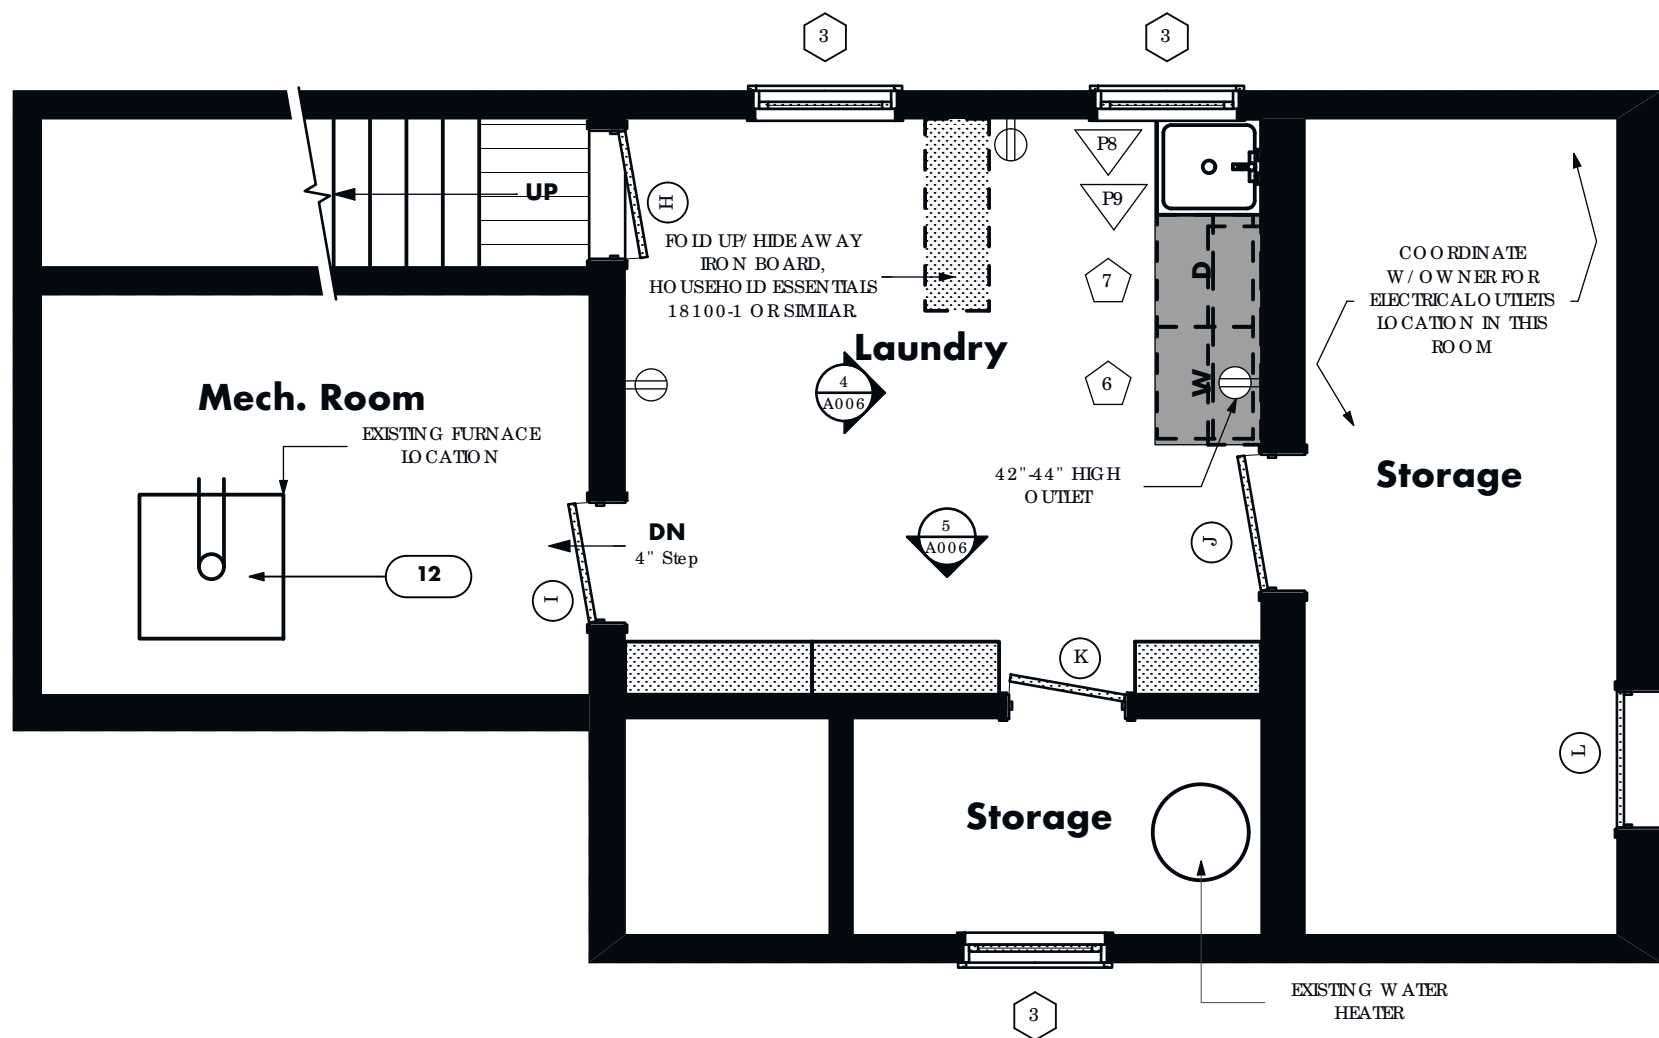 3
3
UP
H
P8
P9
FOLD UP/HIDEAWAY
IRON BOARD,
HOUSEHOLD ESSENTIALS
18100-1 OR SIMILAR.
7
D
COORDINATE
W/OWNER FOR
ELECTRICAL OUTLETS
LOCATION IN THIS
ROOM
Laundry
4
A006
6
W
Mech. Room
EXISTING FURNACE
LOCATION
42"-44" HIGH
OUTLET
Storage
DN
4" Step
5
A006
J
12
I
K
L
Storage
EXISTING WATER
HEATER
3